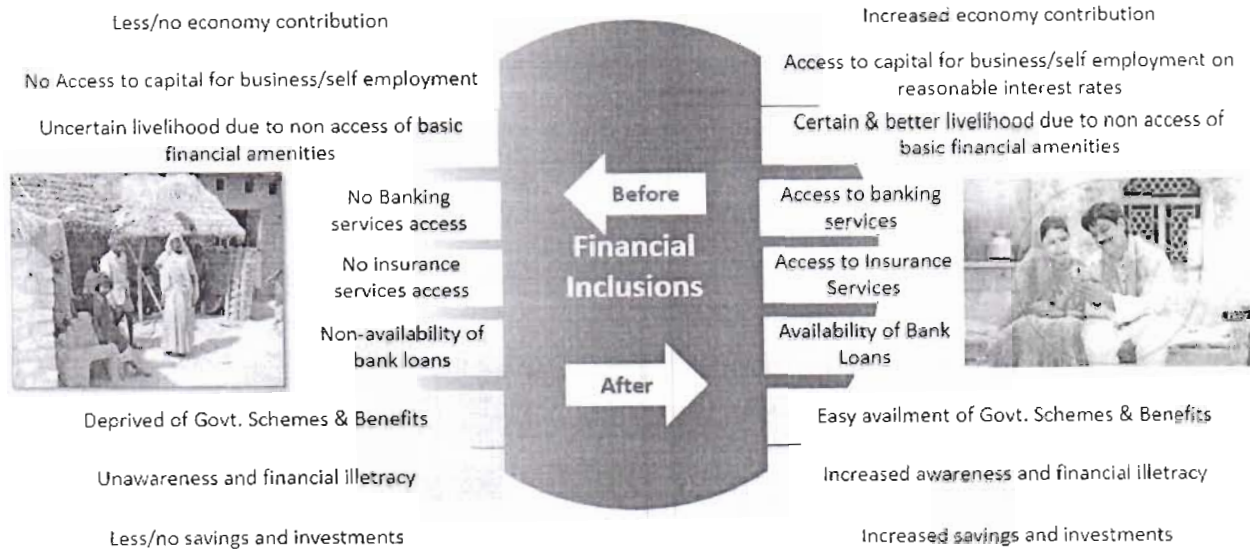 Less/no economy contribution
No Access to capital for business/self employment
Uncertain livelihood due to non access of basic
financial amenities
No Banking
services access
No insurance
services access
Non-availability of
bank loans
Deprived of Govt. Schemes & Benefits
Unawareness and financial illetracy
Less/no savings and investments
Before
Financial
Inclusions
After
Increased economy contribution
Access to capital for business/self employment on
reasonable interest rates
Certain & better livelihood due to non access of
basic financial amenities
Access to banking
services
Access to Insurance
Services
Availability of Bank
Loans
Easy availment of Govt. Schemes & Benefits
Increased awareness and financial illetracy
Increased savings and investments